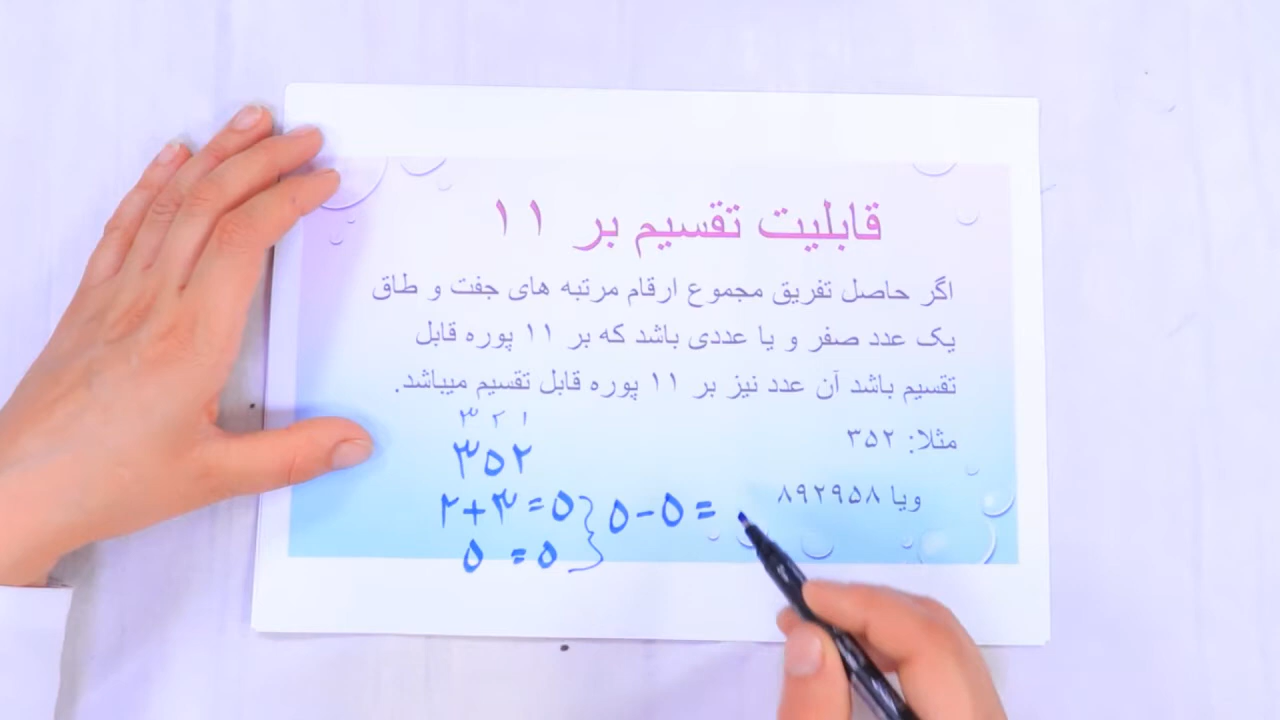 قابلیت تقسیم بر ۱۱
اگر حاصل تفریق مجموع ارقام مرتبه های جفت و طاق
یک عدد صفر و یا عددی باشد که بر ۱۱ پوره قابل
تقسیم باشد آن عدد نیز بر ۱۱ پوره قابل تقسیم میباشد.
مثلا: ۳۵۲
ویا ۸۹۲۹۵۸
۳ ۲ ۱
۳۵۲
۲+۳=۵} ۵-۵=
۵ =۵